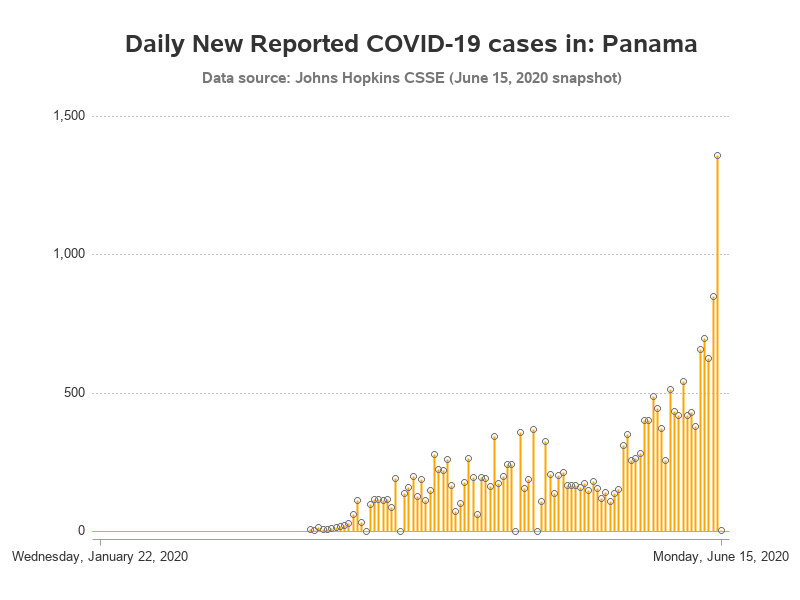 Daily New Reported COVID-19 cases in: Panama
Data source: Johns Hopkins CSSE (June 15, 2020 snapshot)
1,500
1,000
500
0
Wednesday, January 22, 2020
Monday, June 15, 2020